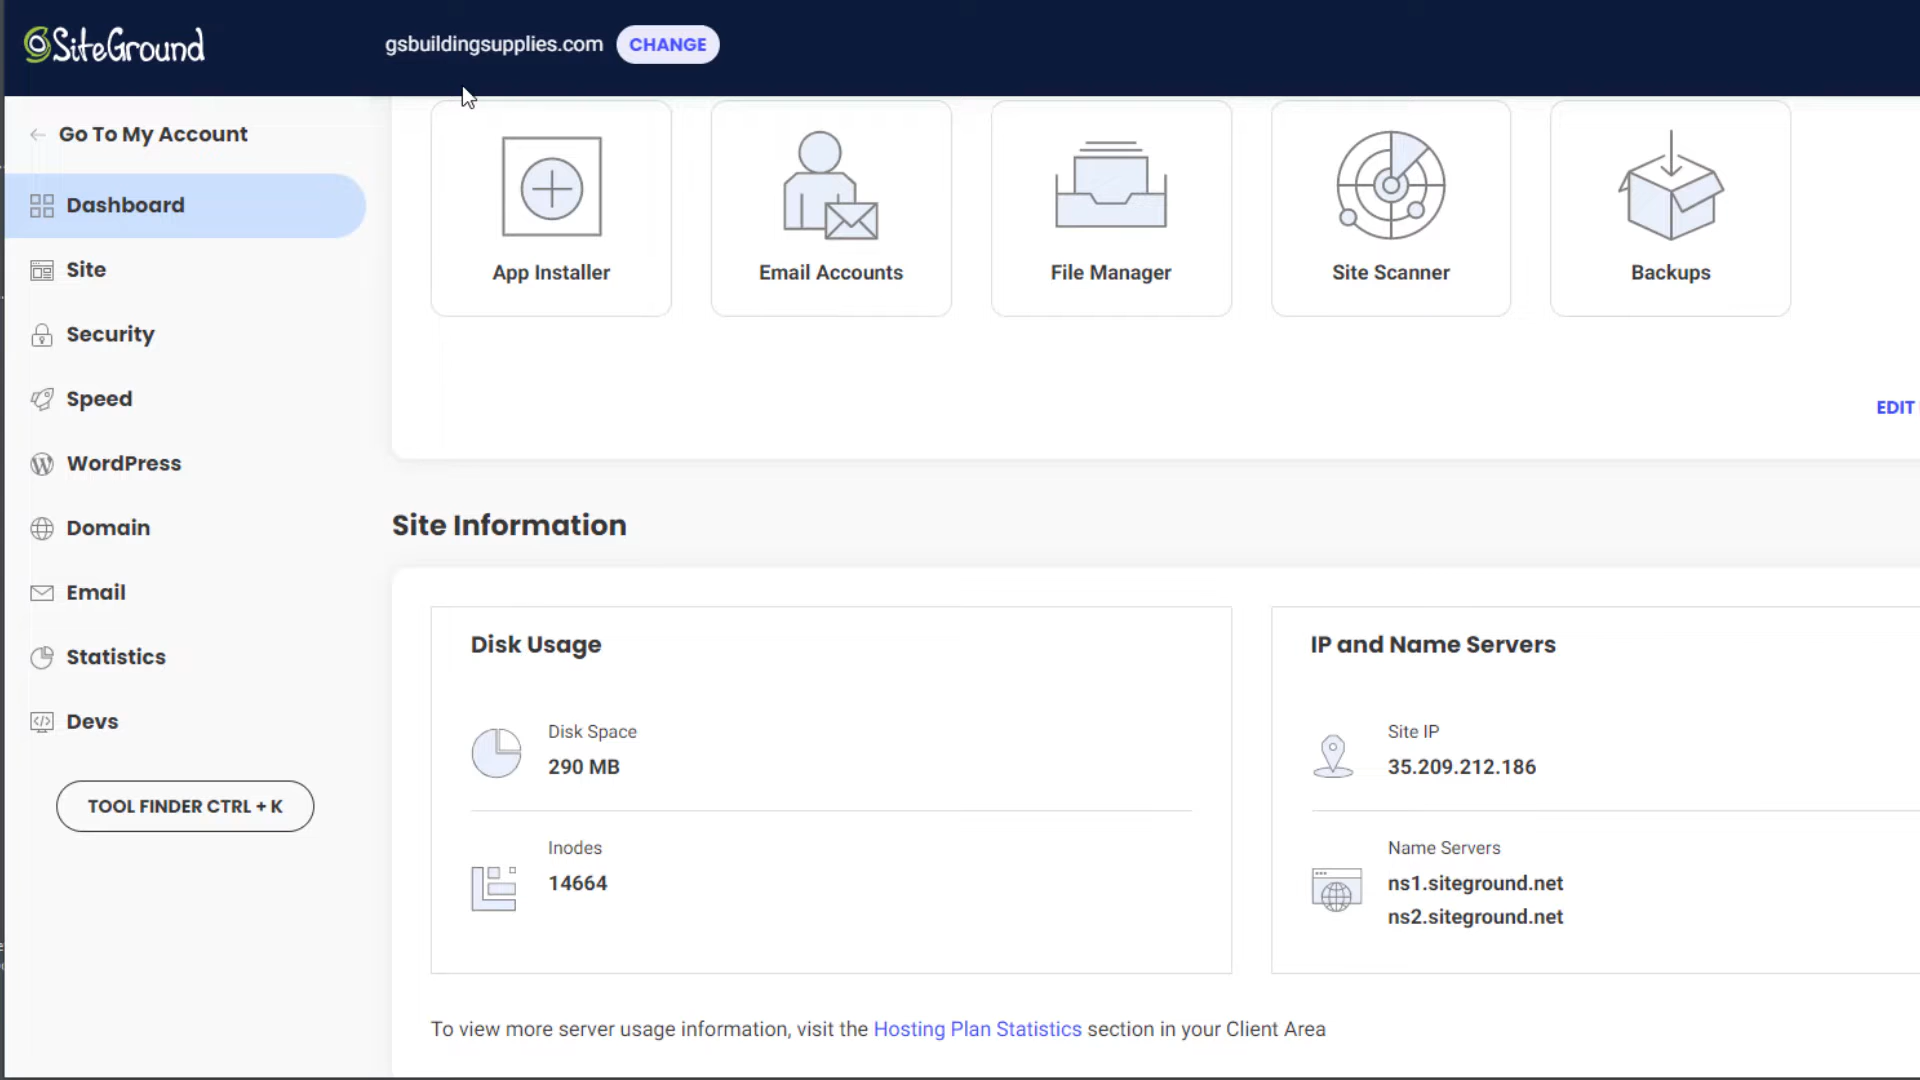 SiteGround
gsbuildingsupplies.com CHANGE
Go To My Account
Dashboard
Site
Security
Speed
WordPress
Domain
Email
Statistics
Devs
TOOL FINDER CTRL + K
App Installer
Email Accounts
File Manager
Site Scanner
Backups
EDIT
Site Information
Disk Usage
Disk Space
290 MB
Inodes
14664
IP and Name Servers
Site IP
35.209.212.186
Name Servers
ns1.siteground.net
ns2.siteground.net
To view more server usage information, visit the Hosting Plan Statistics section in your Client Area